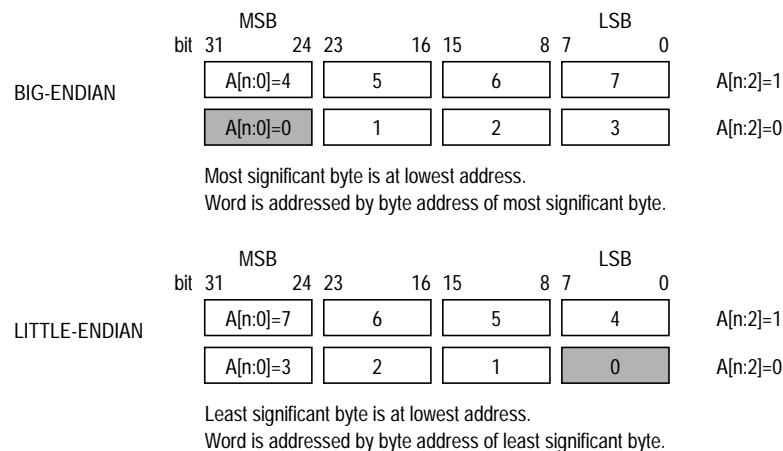 MSB LSB
bit 31 24 23 16 15 8 7 0
BIG-ENDIAN
A[n:0]=4 5 6 7 A[n:2]=1
A[n:0]=0 1 2 3 A[n:2]=0
Most significant byte is at lowest address.
Word is addressed by byte address of most significant byte.
MSB LSB
bit 31 24 23 16 15 8 7 0
LITTLE-ENDIAN
A[n:0]=7 6 5 4 A[n:2]=1
A[n:0]=3 2 1 0 A[n:2]=0
Least significant byte is at lowest address.
Word is addressed by byte address of least significant byte.